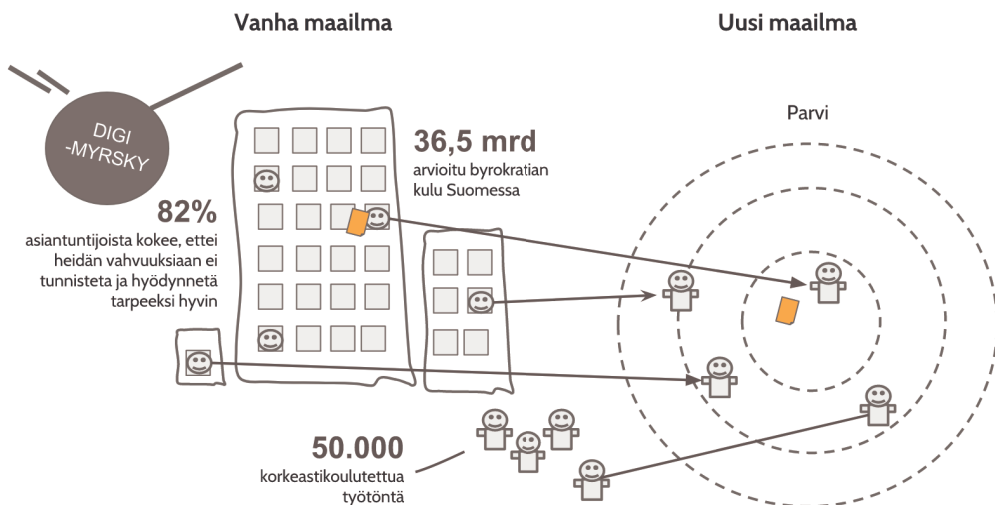 Vanha maailma
Uusi maailma
DIGI
-MYRSKY
36,5 mrd
arvioitu byrokratian
kulu Suomessa
Parvi
82%
asiantuntijoista kokee, ettei
heidän vahvuuksiaan ei
tunnisteta ja hyödynnetä
tarpeeksi hyvin
50.000
korkeastikoulutettua
työtöntä